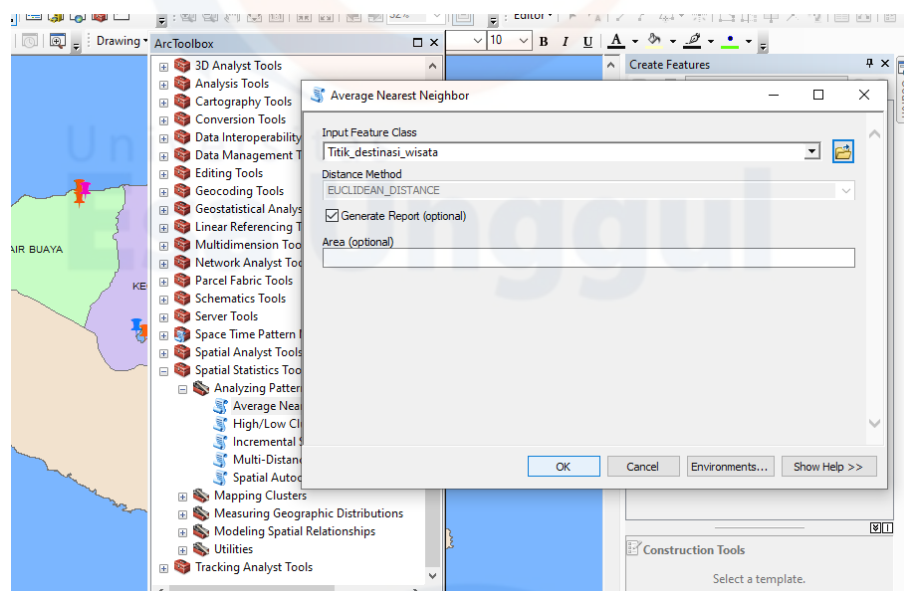 Editor
Drawing
ArcToolbox
10
B I U A
Create Features
3D Analyst Tools
Analysis Tools
Cartography Tools
Conversion Tools
Data Interoperability
Data Management T
Editing Tools
Geocoding Tools
Geostatistical Analys
Linear Referencing T
Multidimension Too
Network Analyst Too
Parcel Fabric Tools
Schematics Tools
Server Tools
Space Time Pattern
Spatial Analyst Tools
Spatial Statistics Too
Analyzing Patter
Average Nea
High/Low Cl
Incremental S
Multi-Distan
Spatial Autoc
Mapping Clusters
Measuring Geographic Distributions
Modeling Spatial Relationships
Utilities
Tracking Analyst Tools
AIR BUAYA
KE
Average Nearest Neighbor
Input Feature Class
Titik_destinasi_wisata
Distance Method
EUCLIDEAN_DISTANCE
Generate Report (optional)
Area (optional)
OK
Cancel
Environments...
Show Help >>
Construction Tools
Select a template.
Unggul